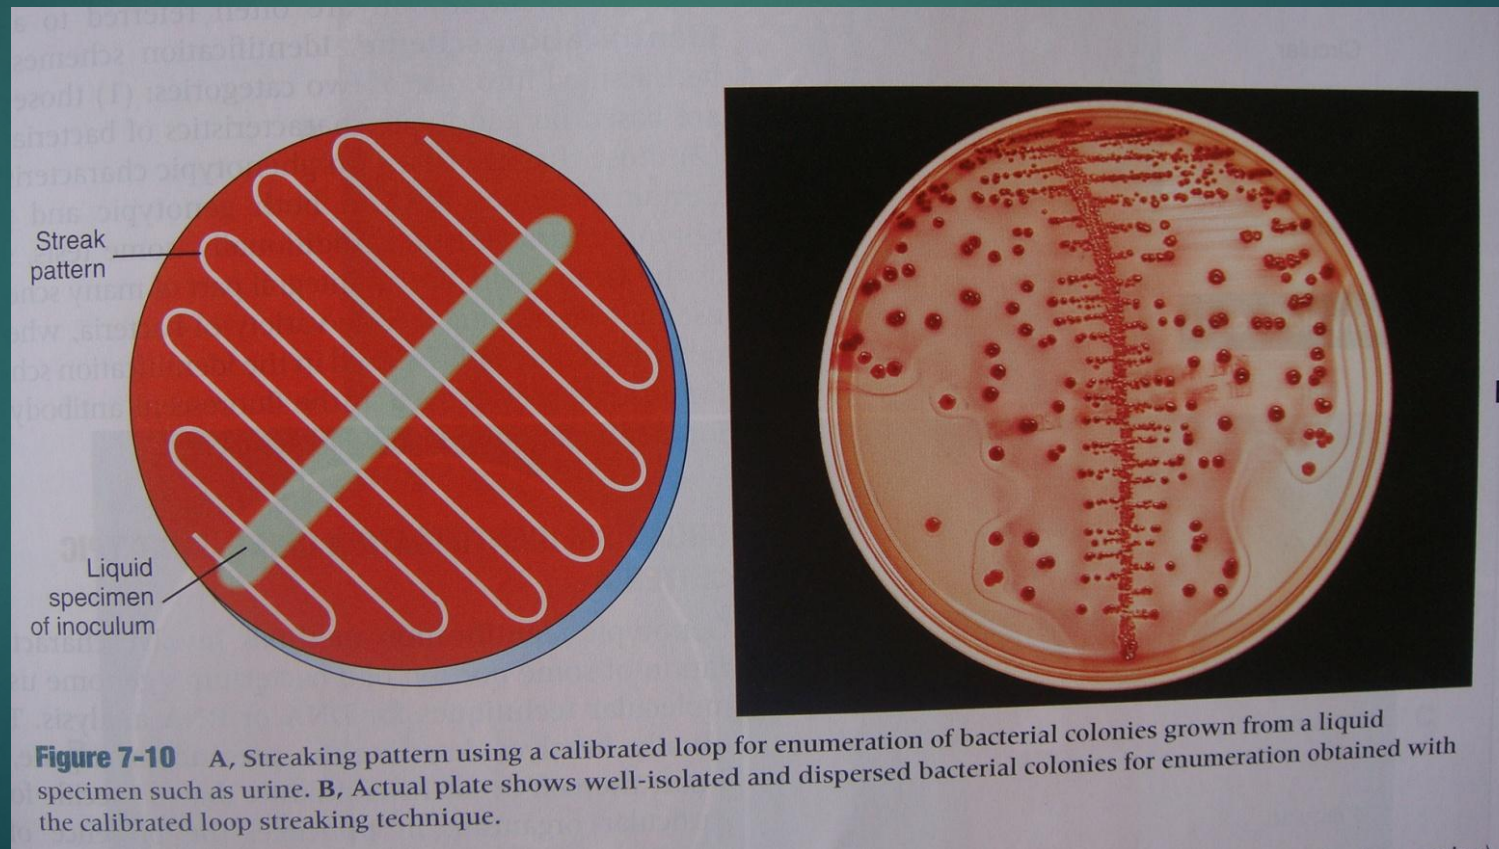 Streak
pattern
Liquid
specimen
of inoculum
Figure 7-10 A, Streaking pattern using a calibrated loop for enumeration of bacterial colonies grown from a liquid
specimen such as urine. B, Actual plate shows well-isolated and dispersed bacterial colonies for enumeration obtained with
the calibrated loop streaking technique.